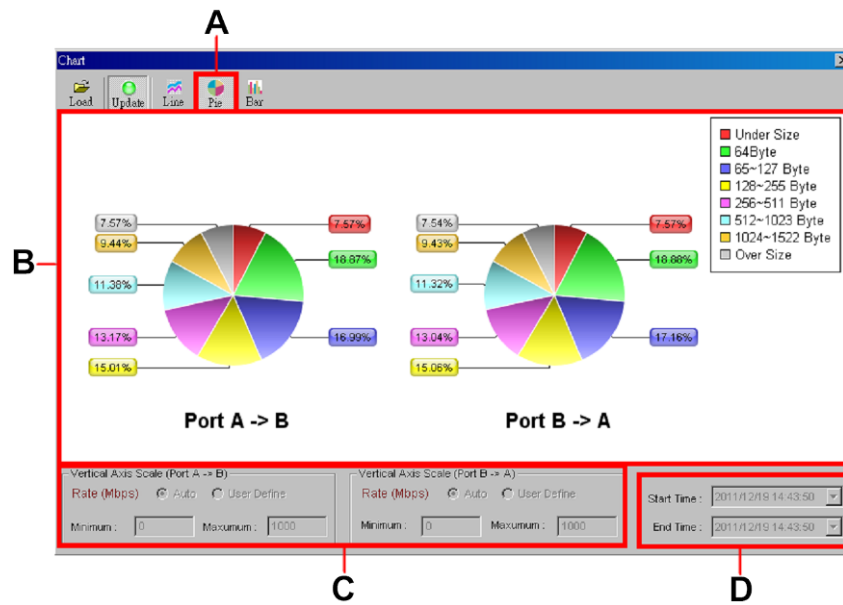 A
Chart
Load Update Line Pie Bar
Under Size
64Byte
65~127 Byte
128~255 Byte
256~511 Byte
512~1023 Byte
1024~1522 Byte
Over Size
B
7.57% 7.57%
9.44% 18.87%
11.38%
13.17% 16.99%
15.01%
Port A -> B
7.54% 7.57%
9.43% 18.88%
11.32%
13.04% 17.16%
15.06%
Port B -> A
Vertical Axis Scale (Port A -> B)
Rate (Mbps) Auto User Define
Minimum : 0 Maxumum : 1000
Vertical Axis Scale (Port B -> A)
Rate (Mbps) Auto User Define
Minimum : 0 Maxumum : 1000
Start Time : 2011/12/19 14:43:50
End Time : 2011/12/19 14:43:50
C
D